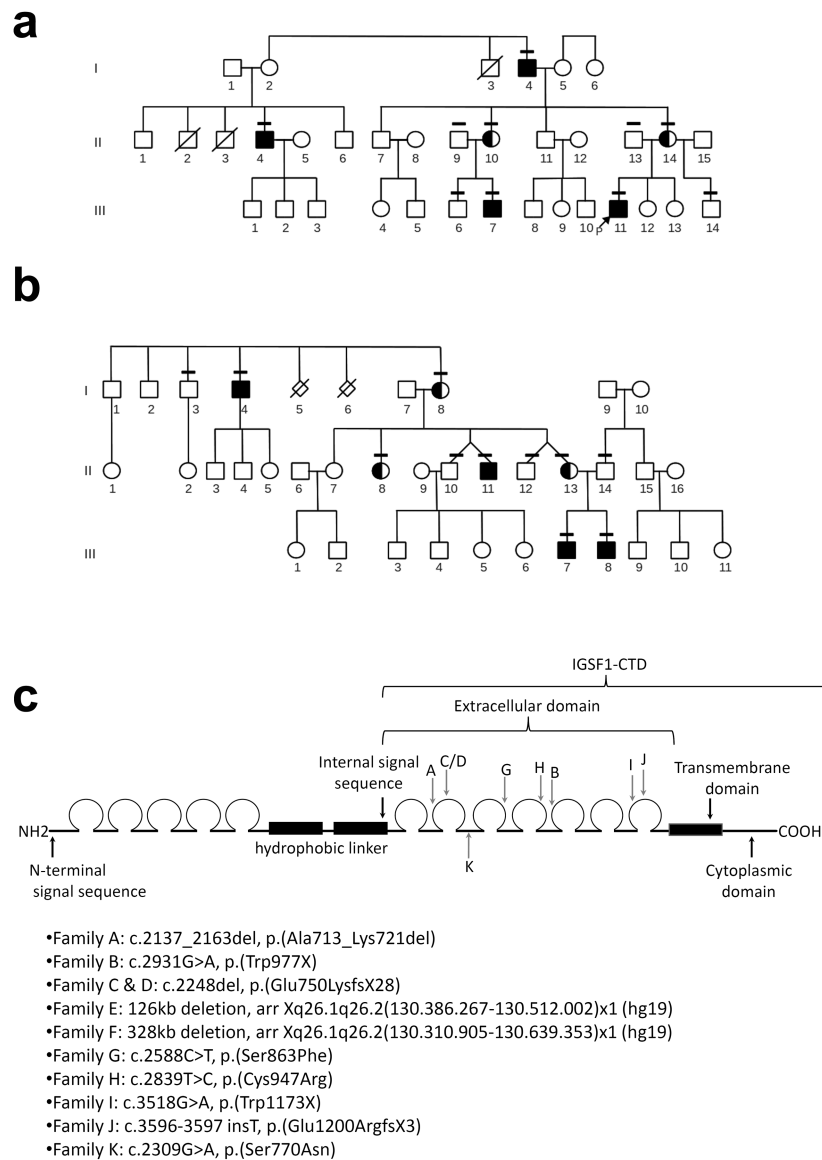 a
I
1 2 3 4 5 6
II
1 2 3 4 5 6 7 8 9 10 11 12 13 14 15
III
1 2 3 4 5 6 7 8 9 10 P 11 12 13 14
b
I
1 2 3 4 5 6 7 8 9 10
II
1 2 3 4 5 6 7 8 9 10 11 12 13 14 15 16
III
1 2 3 4 5 6 7 8 9 10 11
c
IGSF1-CTD
Extracellular domain
Internal signal
sequence
A C/D G H B I J
Transmembrane
domain
NH2 COOH
hydrophobic linker
K
N-terminal
signal sequence
Cytoplasmic
domain
•Family A: c.2137_2163del, p.(Ala713_Lys721del)
•Family B: c.2931G>A, p.(Trp977X)
•Family C & D: c.2248del, p.(Glu750LysfsX28)
•Family E: 126kb deletion, arr Xq26.1q26.2(130.386.267-130.512.002)x1 (hg19)
•Family F: 328kb deletion, arr Xq26.1q26.2(130.310.905-130.639.353)x1 (hg19)
•Family G: c.2588C>T, p.(Ser863Phe)
•Family H: c.2839T>C, p.(Cys947Arg)
•Family I: c.3518G>A, p.(Trp1173X)
•Family J: c.3596-3597 insT, p.(Glu1200ArgfsX3)
•Family K: c.2309G>A, p.(Ser770Asn)